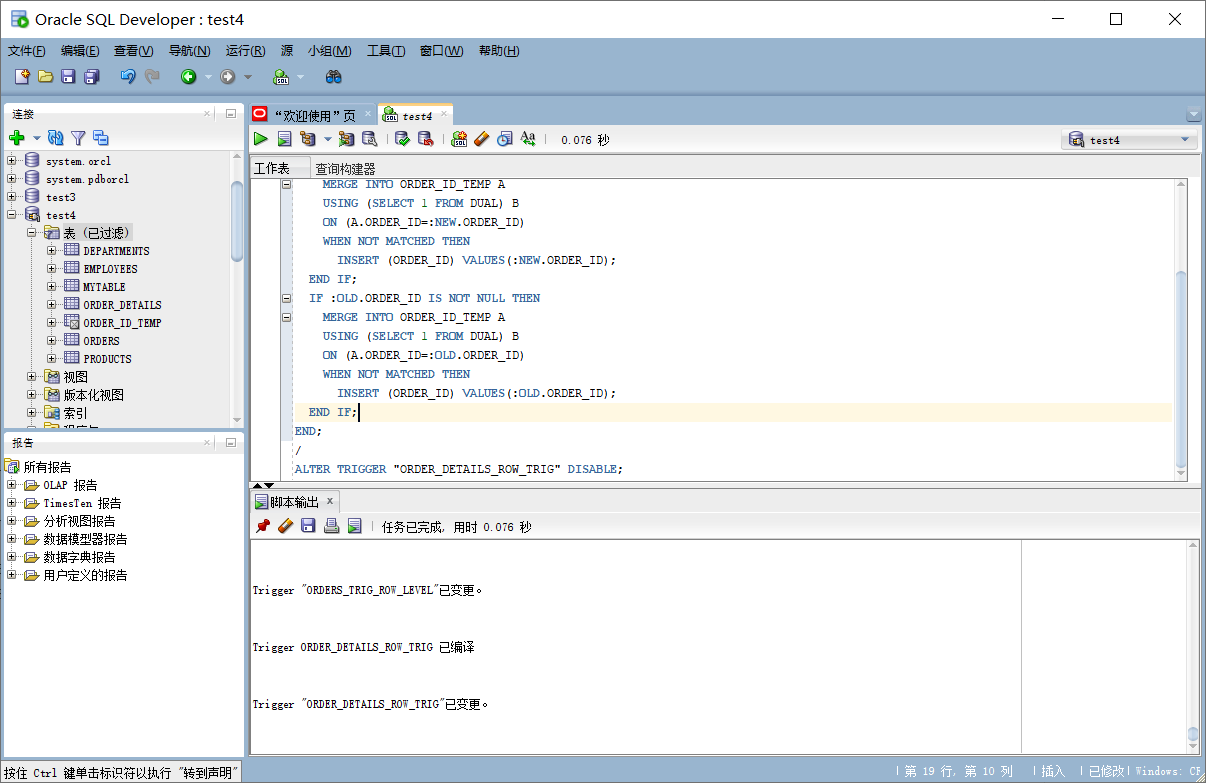 Oracle SQL Developer : test4
文件(F) 编辑(E) 查看(V) 导航(N) 运行(R) 源 小组(M) 工具(T) 窗口(W) 帮助(H)
连接
system.orcl
system.pdborcl
test3
test4
表 (已过滤)
DEPARTMENTS
EMPLOYEES
MYTABLE
ORDER_DETAILS
ORDER_ID_TEMP
ORDERS
PRODUCTS
视图
版本化视图
索引
报告
所有报告
OLAP 报告
TimesTen 报告
分析视图报告
数据模型器报告
数据字典报告
用户定义的报告
“欢迎使用”页 test4
0.076 秒 test4
工作表 查询构建器
MERGE INTO ORDER_ID_TEMP A
USING (SELECT 1 FROM DUAL) B
ON (A.ORDER_ID=:NEW.ORDER_ID)
WHEN NOT MATCHED THEN
INSERT (ORDER_ID) VALUES(:NEW.ORDER_ID);
END IF;
IF :OLD.ORDER_ID IS NOT NULL THEN
MERGE INTO ORDER_ID_TEMP A
USING (SELECT 1 FROM DUAL) B
ON (A.ORDER_ID=:OLD.ORDER_ID)
WHEN NOT MATCHED THEN
INSERT (ORDER_ID) VALUES(:OLD.ORDER_ID);
END IF;
END;
/
ALTER TRIGGER "ORDER_DETAILS_ROW_TRIG" DISABLE;
脚本输出
任务已完成, 用时 0.076 秒
Trigger "ORDERS_TRIG_ROW_LEVEL"已变更。
Trigger ORDER_DETAILS_ROW_TRIG 已编译
Trigger "ORDER_DETAILS_ROW_TRIG"已变更。
按住 Ctrl 键单击标识符以执行 "转到声明"
第 19 行, 第 10 列 插入 已修改 Windows: